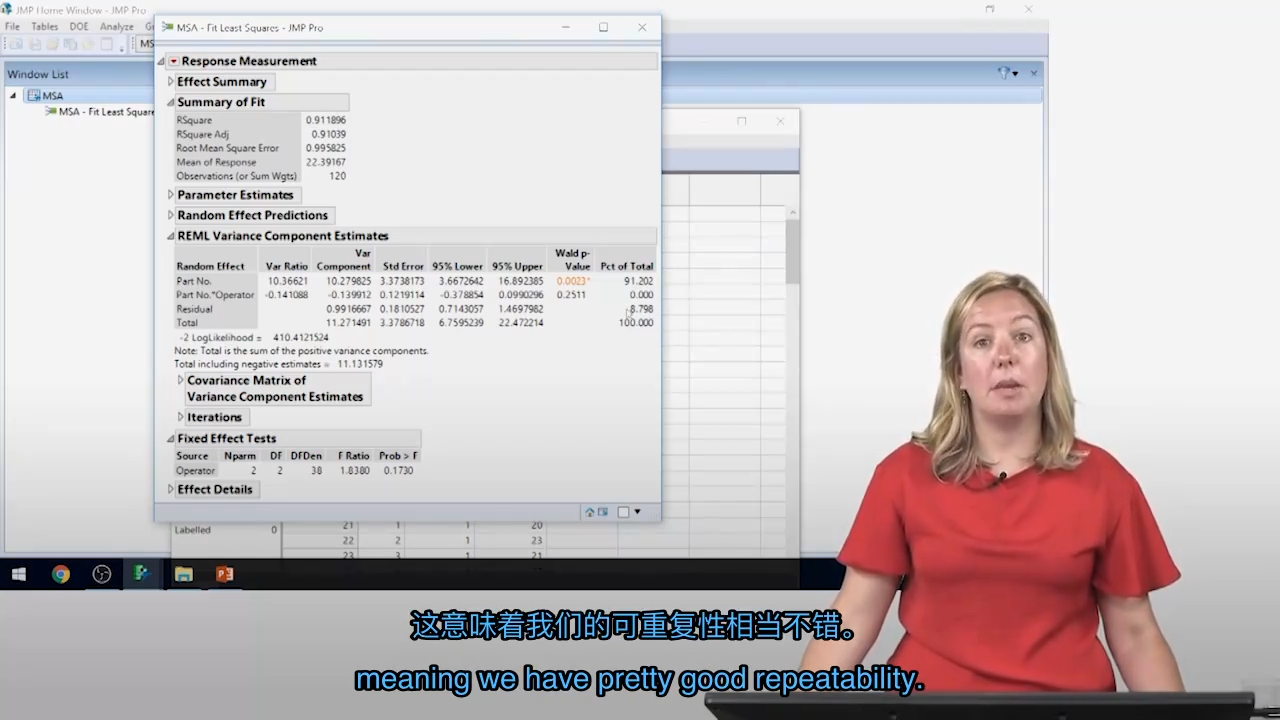 JMP Home Window - JMP Pro
File Tables DOE Analyze
MSA - Fit Least Squares - JMP Pro
Window List
MSA
MSA - Fit Least Square
Response Measurement
Effect Summary
Summary of Fit
RSquare 0.911896
RSquare Adj 0.91039
Root Mean Square Error 0.995825
Mean of Response 22.39167
Observations (or Sum Wgts) 120
Parameter Estimates
Random Effect Predictions
REML Variance Component Estimates
Random Effect Var Ratio Var Component Std Error 95% Lower 95% Upper Wald p-Value Pct of Total
Part No. 10.36621 10.279825 3.3738173 3.6672642 16.892385 0.0023* 91.202
Part No.*Operator -0.141088 -0.139912 0.1219114 -0.378854 0.0990296 0.2511 0.000
Residual 0.9916667 0.1810527 0.7143057 1.4697982 8.798
Total 11.271491 3.3786718 6.7595239 22.472214 100.000
-2 LogLikelihood = 410.4121524
Note: Total is the sum of the positive variance components.
Total including negative estimates = 11.131579
Covariance Matrix of
Variance Component Estimates
Iterations
Fixed Effect Tests
Source Nparm DF DFDen F Ratio Prob > F
Operator 2 2 38 1.8380 0.1730
Effect Details
Labelled 0
21 1 1 20
22 2 1 23
23 3 1 21
这意味着我们的可重复性相当不错。
meaning we have pretty good repeatability.